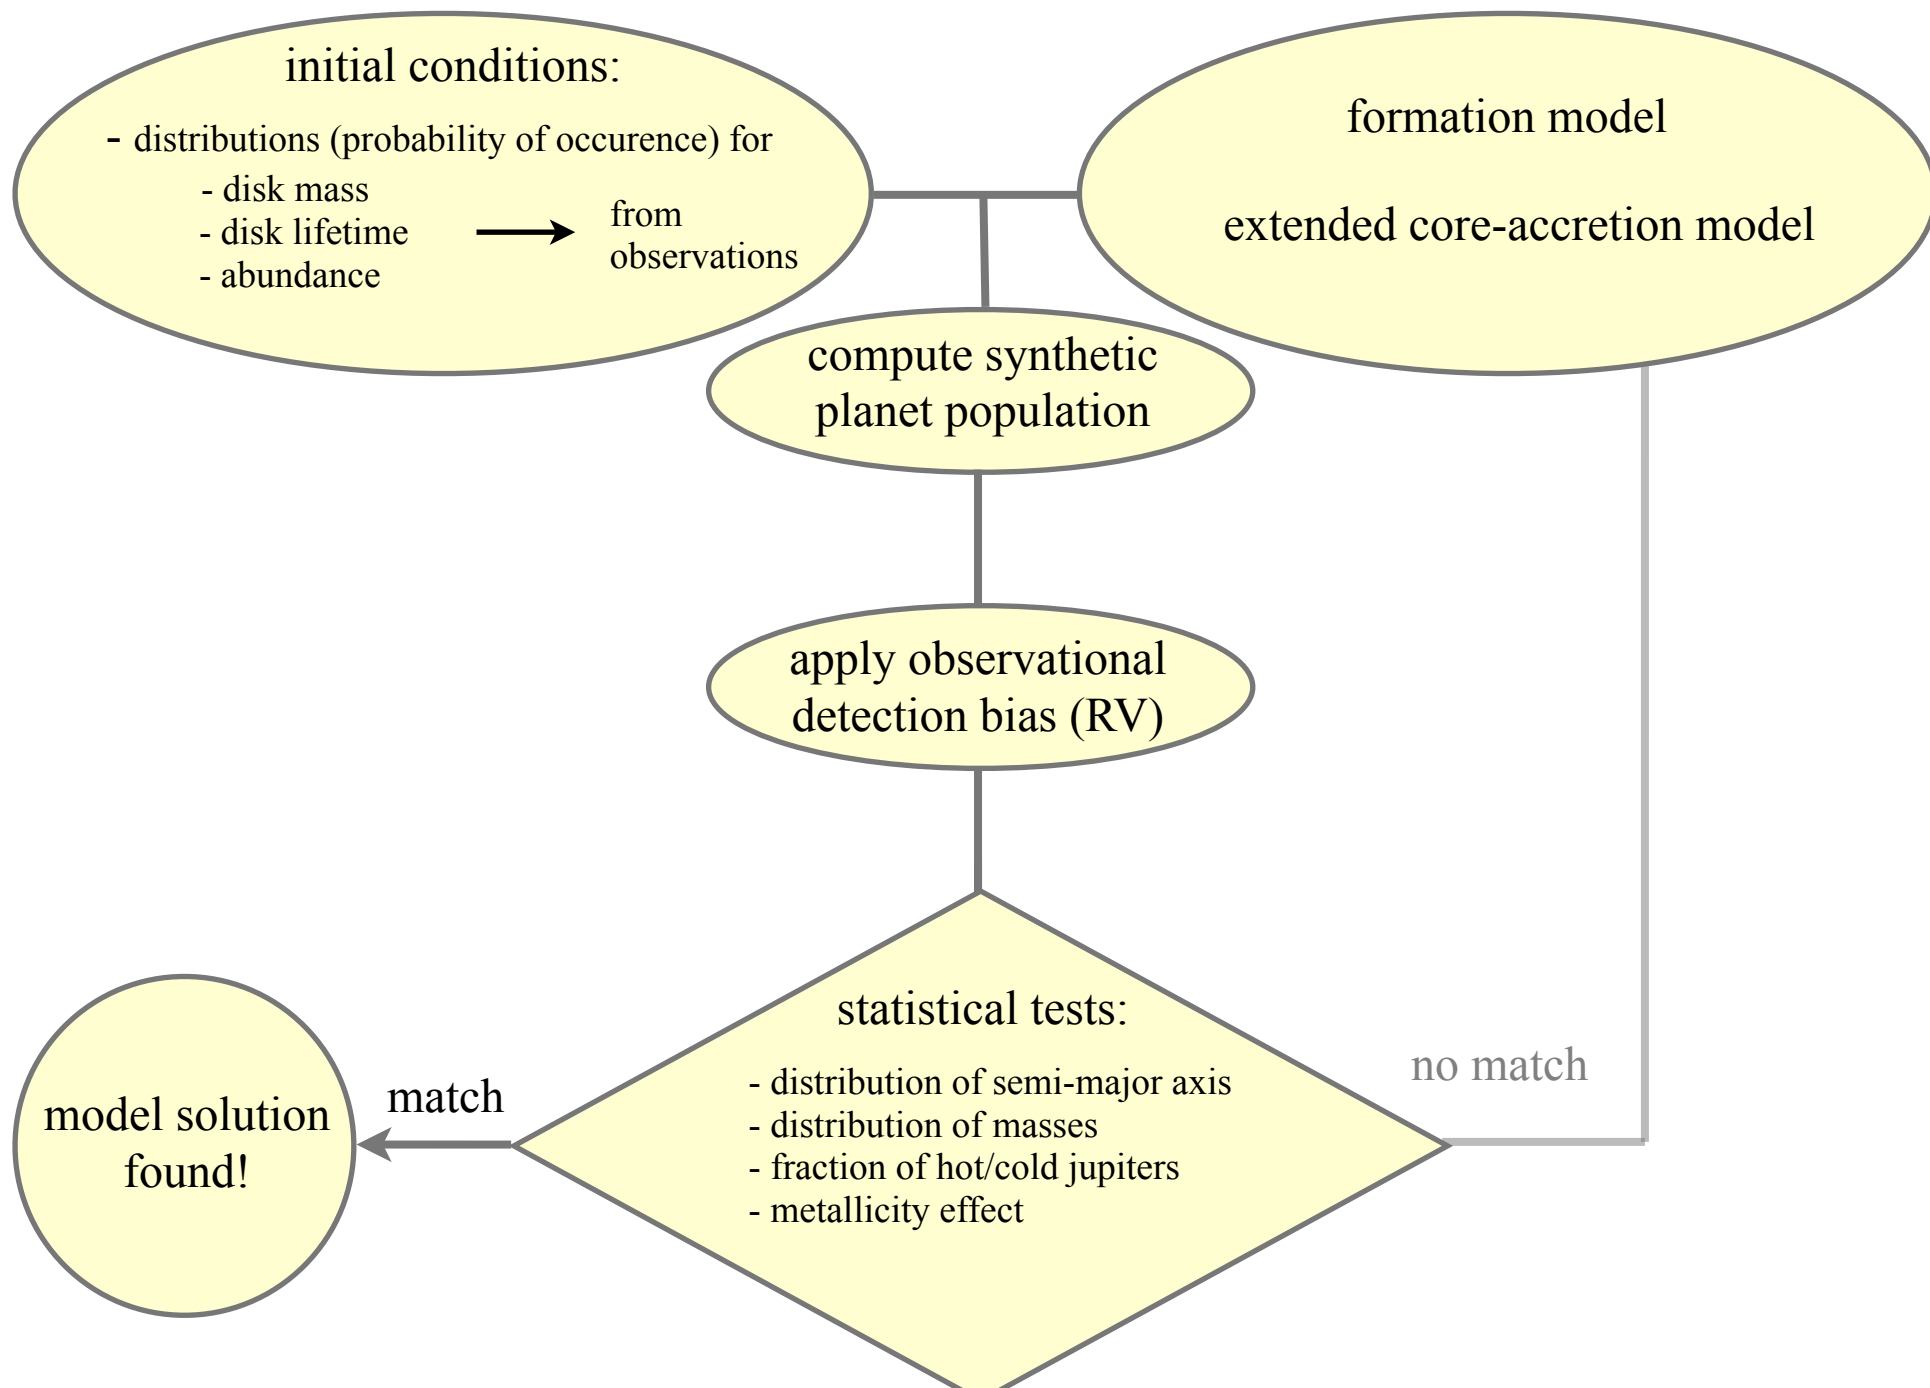 initial conditions:
- distributions (probability of occurence) for
- disk mass
- disk lifetime
- abundance
from
observations
formation model
extended core-accretion model
compute synthetic
planet population
apply observational
detection bias (RV)
statistical tests:
- distribution of semi-major axis
- distribution of masses
- fraction of hot/cold jupiters
- metallicity effect
no match
match
model solution
found!